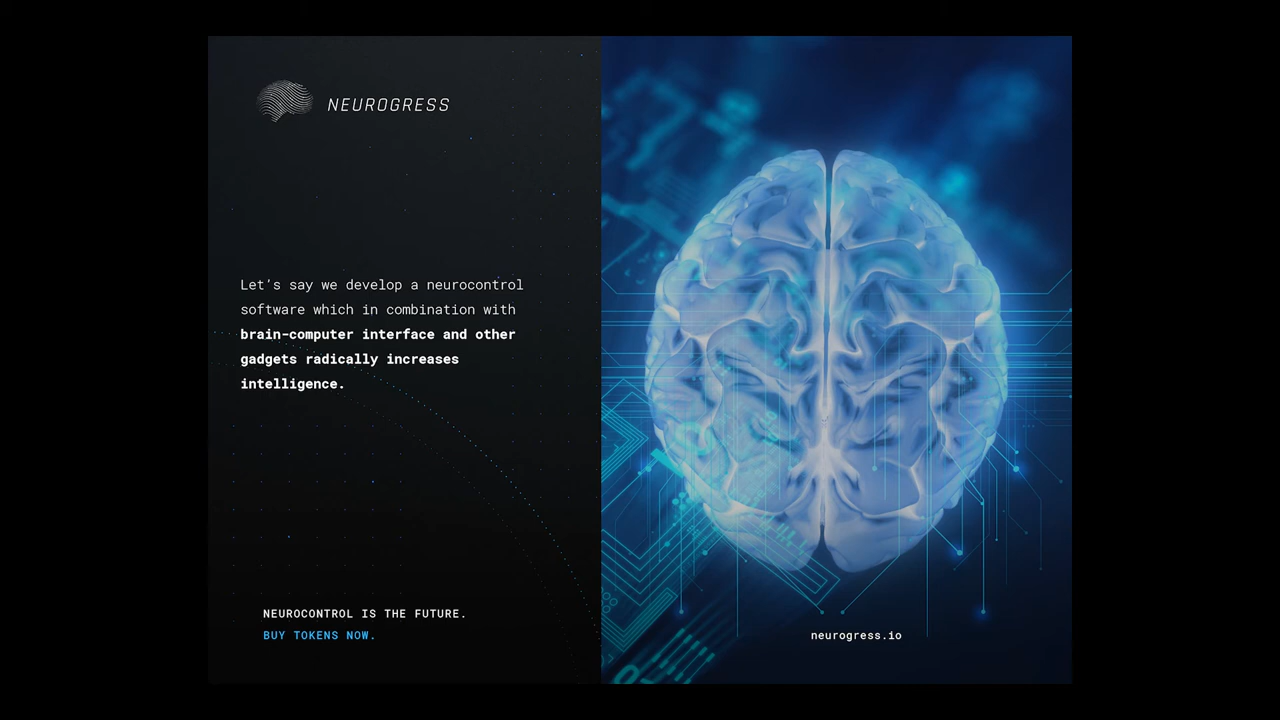 NEUROGRESS
Let's say we develop a neurocontrol
software which in combination with
brain-computer interface and other
gadgets radically increases
intelligence.
NEUROCONTROL IS THE FUTURE.
BUY TOKENS NOW.
neurogress.io